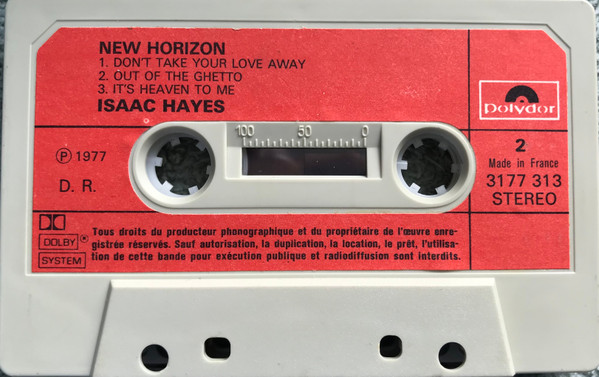 NEW HORIZON
1. DON'T TAKE YOUR LOVE AWAY
2. OUT OF THE GHETTO
3. IT'S HEAVEN TO ME
ISAAC HAYES
polydor
100 50 0
℗ 1977
D. R.
2
Made in France
3177 313
STEREO
DOLBY®
SYSTEM
Tous droits du producteur phonographique et du propriétaire de l'œuvre enre-
gistrée réservés. Sauf autorisation, la duplication, la location, le prêt, l'utilisa-
tion de cette bande pour exécution publique et radiodiffusion sont interdits.